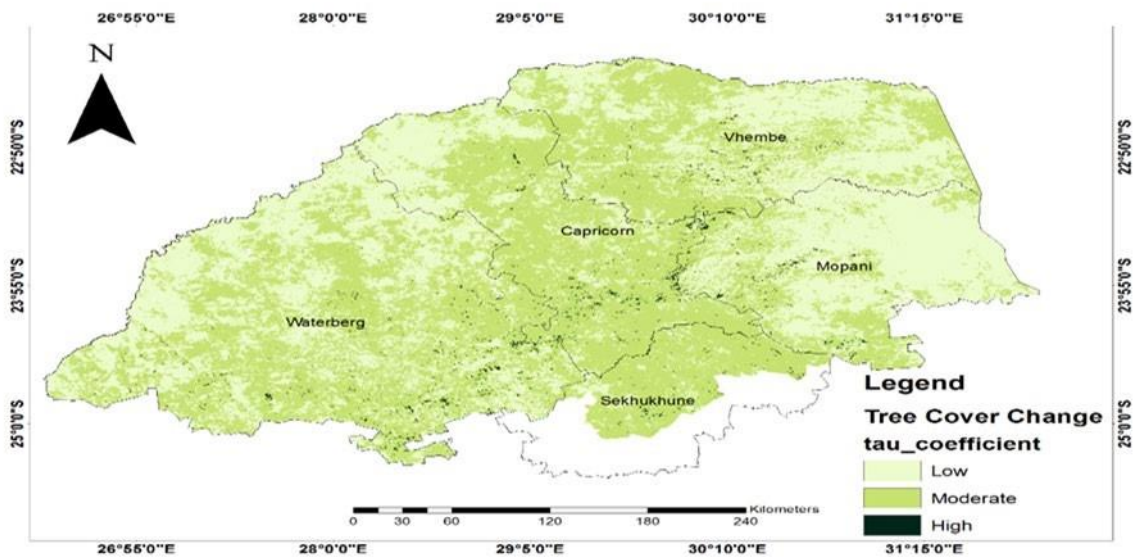 26°55'0"E 28°0'0"E 29°5'0"E 30°10'0"E 31°15'0"E
N
22°50'0"S
22°50'0"S
Vhembe
Capricorn
Mopani
23°55'0"S
23°55'0"S
Waterberg
Sekhukhune
25°0'0"S
25°0'0"S
Legend
Tree Cover Change
tau_coefficient
Low
Moderate
High
Kilometers
0 30 60 120 180 240
26°55'0"E 28°0'0"E 29°5'0"E 30°10'0"E 31°15'0"E